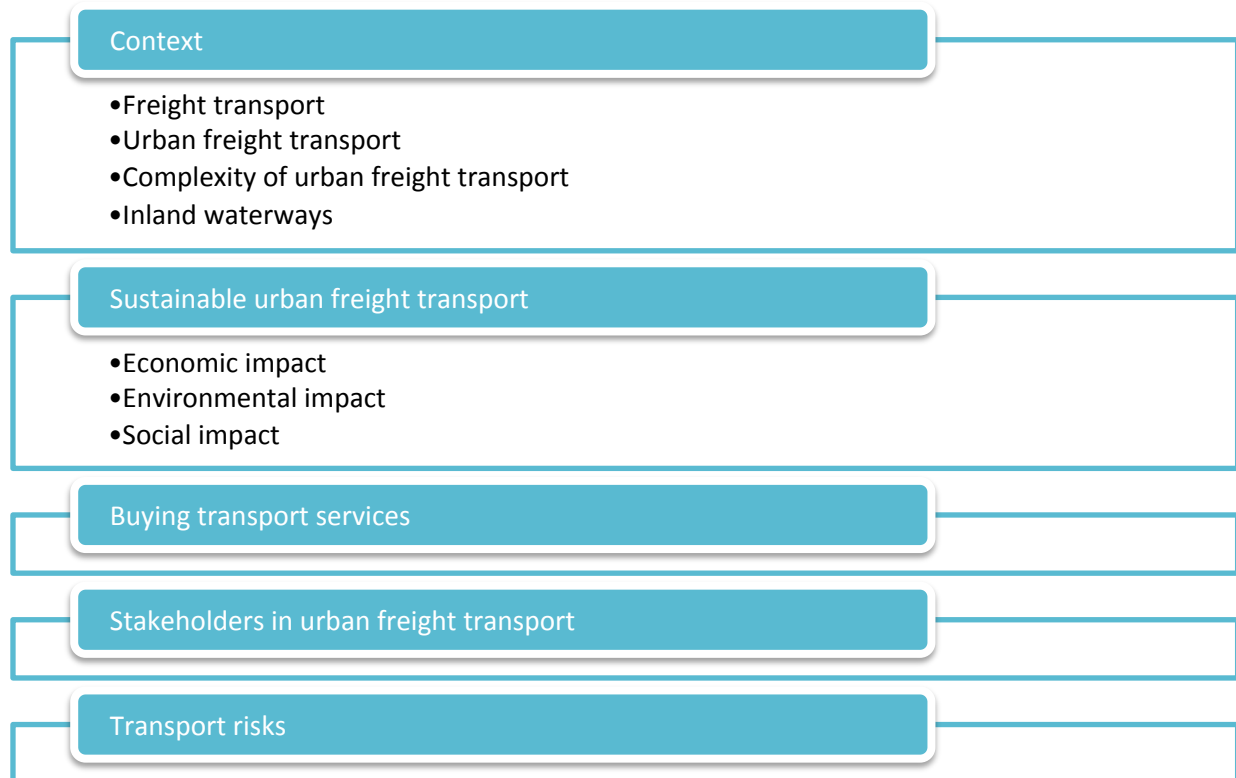 Context
•Freight transport
•Urban freight transport
•Complexity of urban freight transport
•Inland waterways
Sustainable urban freight transport
•Economic impact
•Environmental impact
•Social impact
Buying transport services
Stakeholders in urban freight transport
Transport risks